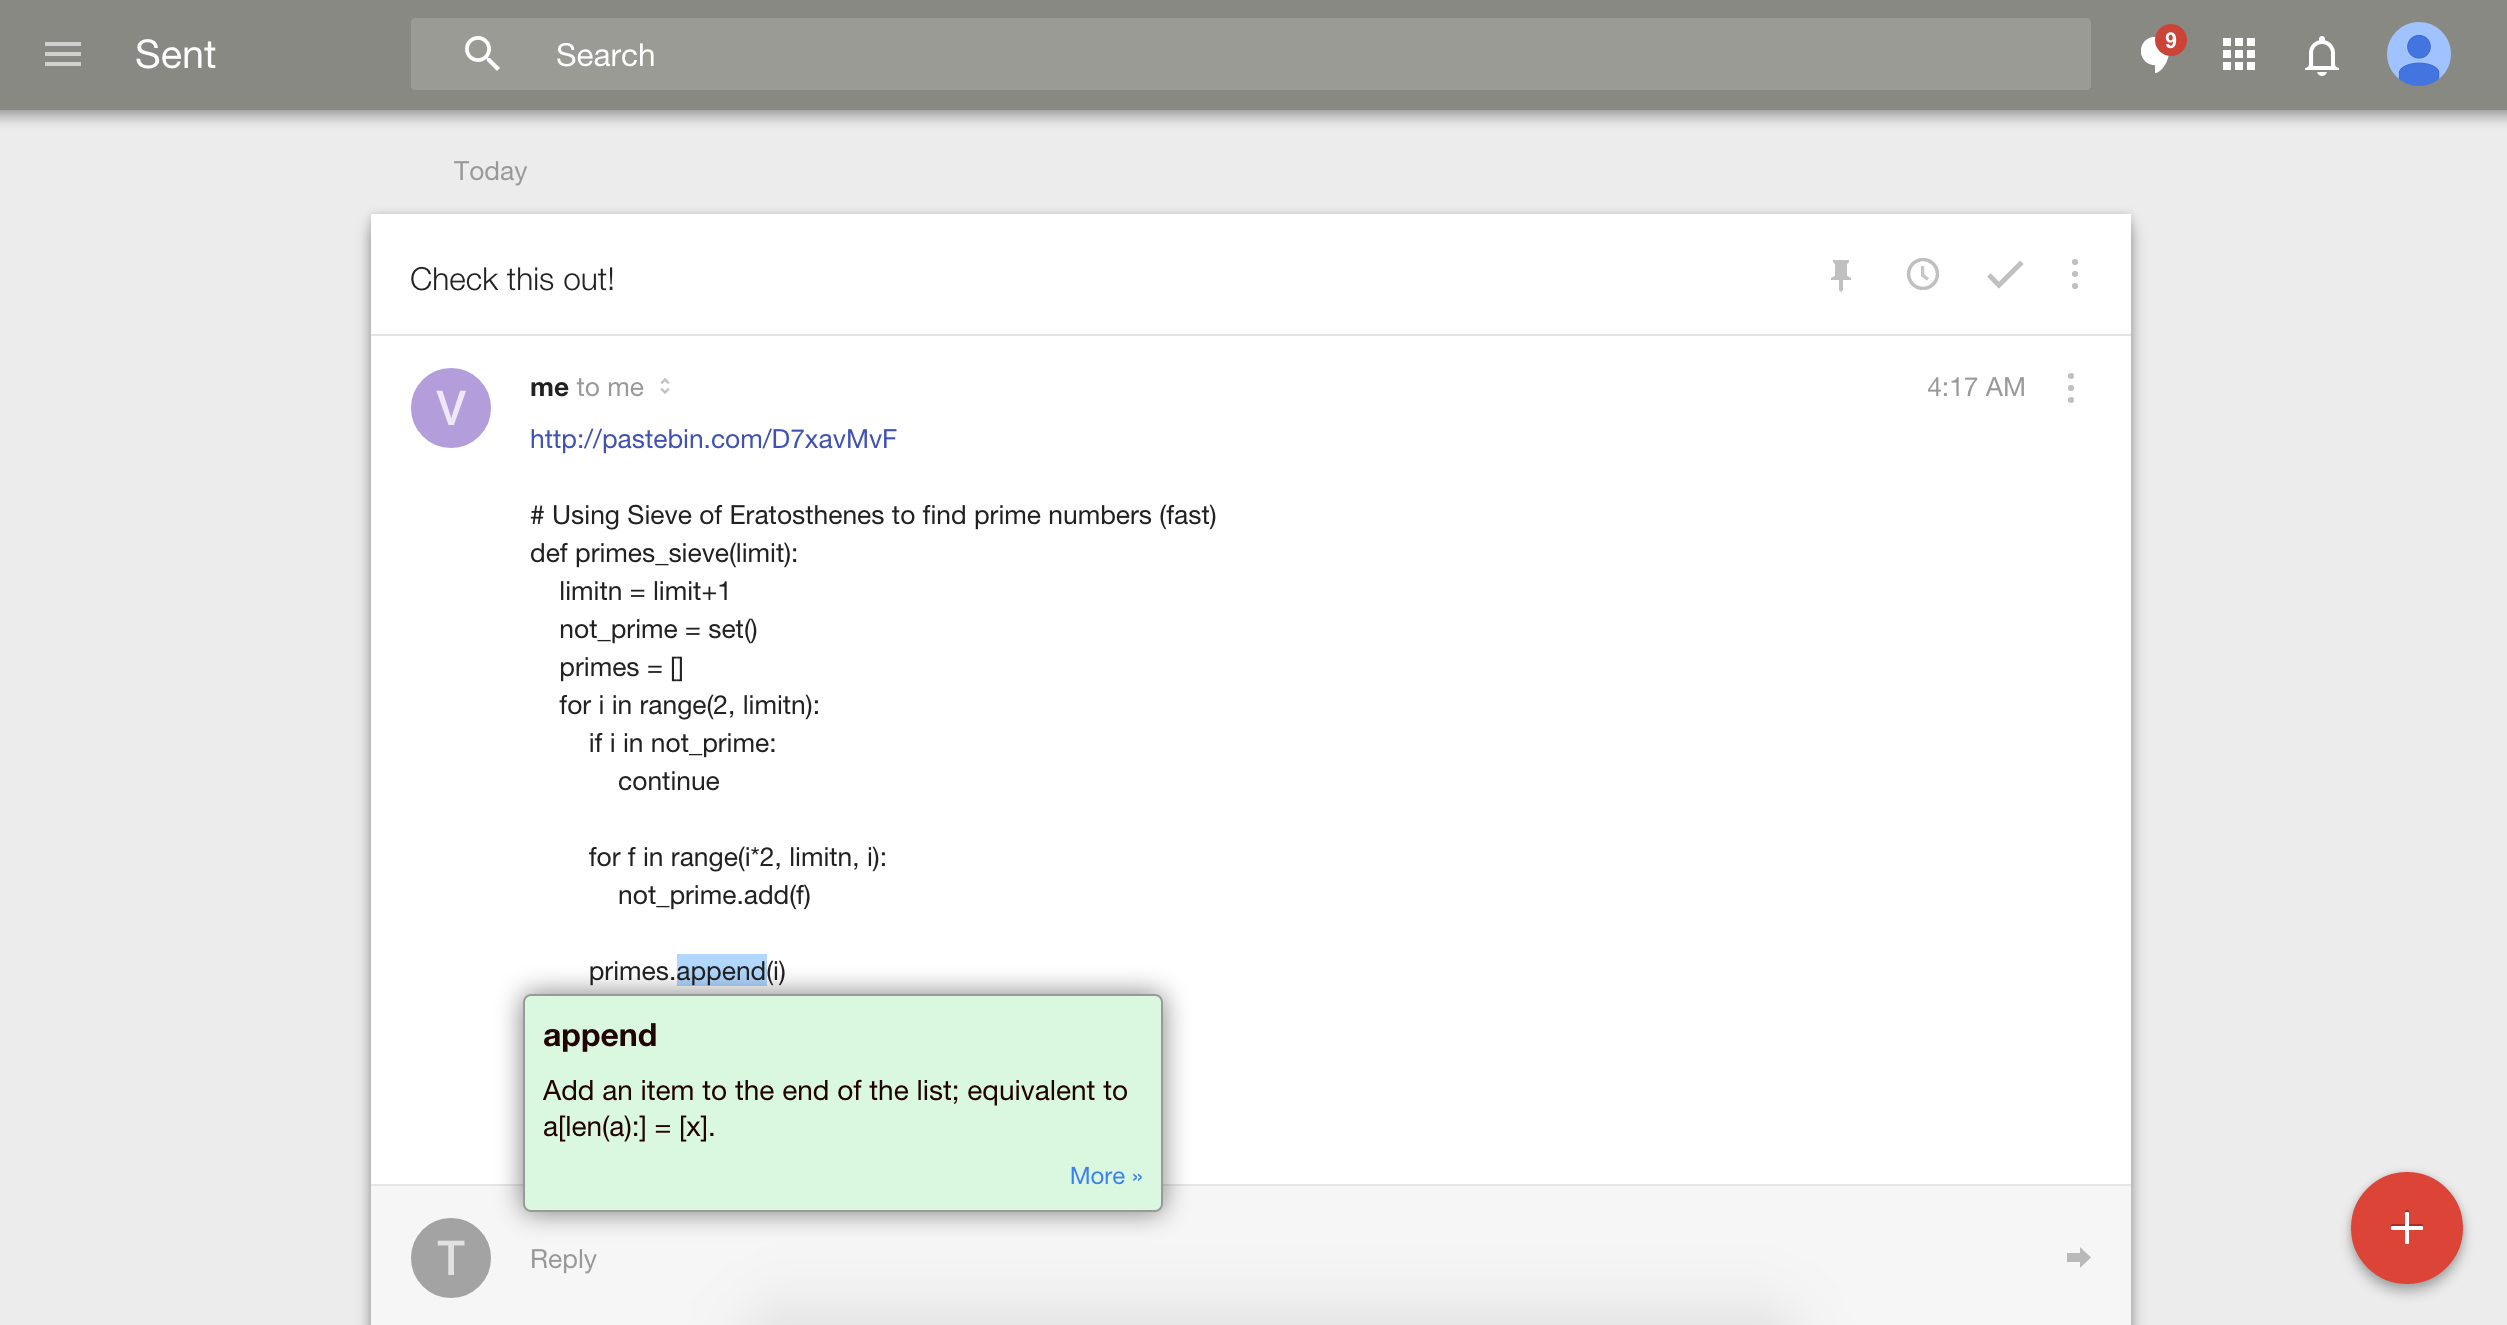 Sent
Search
9
Today
Check this out!
V
me to me
4:17 AM
http://pastebin.com/D7xavMvF
# Using Sieve of Eratosthenes to find prime numbers (fast)
def primes_sieve(limit):
    limitn = limit+1
    not_prime = set()
    primes = []
    for i in range(2, limitn):
        if i in not_prime:
            continue
        for f in range(i*2, limitn, i):
            not_prime.add(f)
        primes.append(i)
append
Add an item to the end of the list; equivalent to
a[len(a):] = [x].
More »
T
Reply